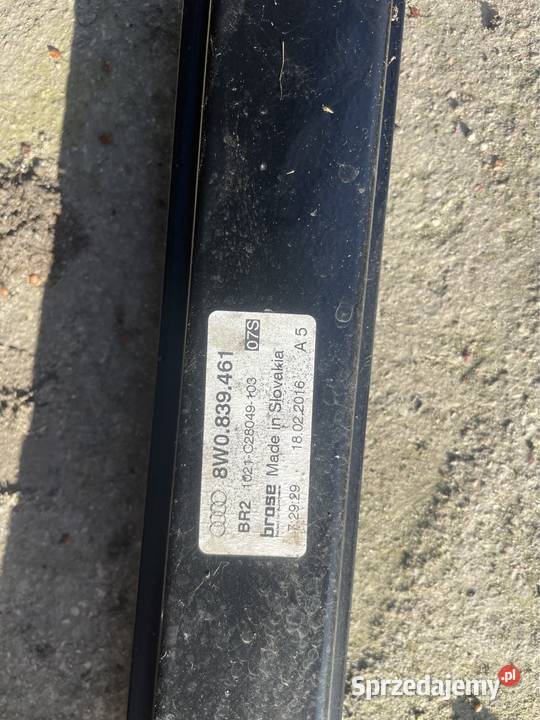 8W0.839.461
BR2 1021-C28049-103 07S
brose Made in Slovakia
7.29.29 18.02.2016 A 5
Sprzedajemy.pl